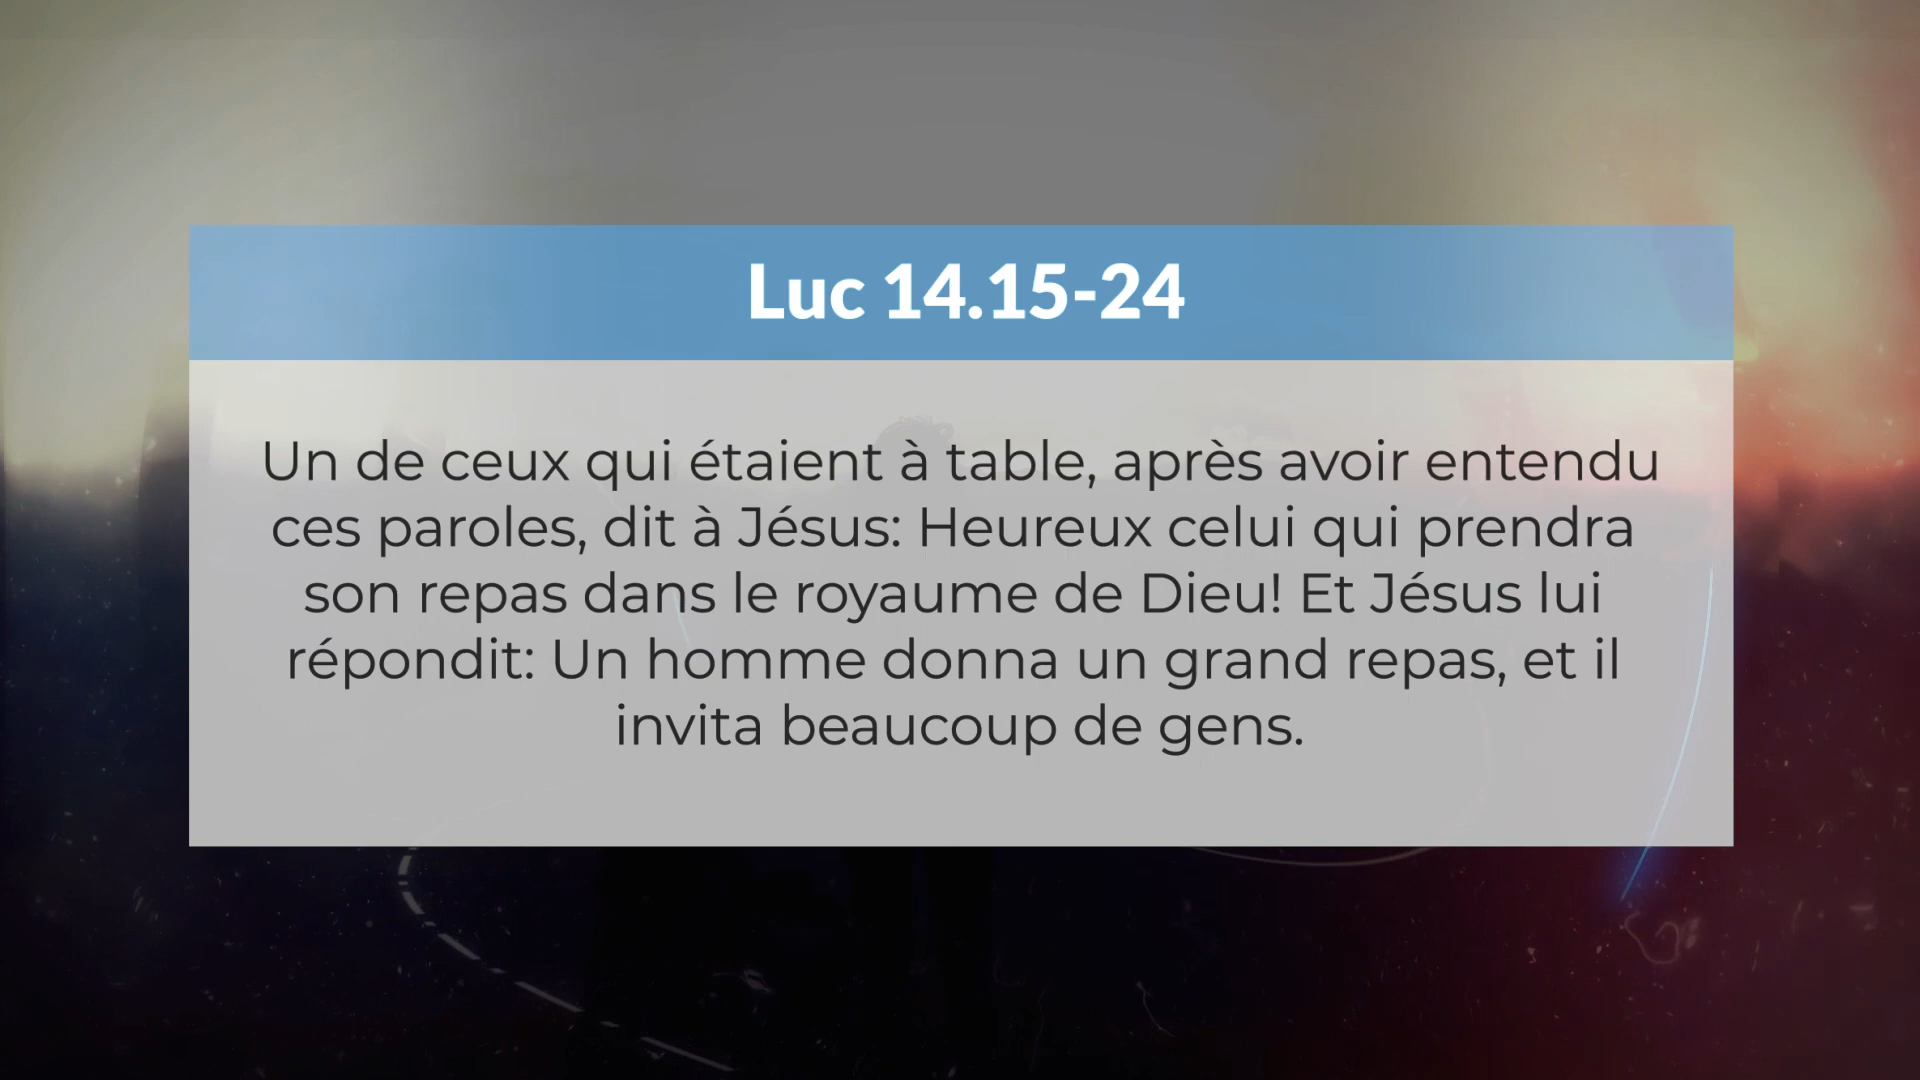 Luc 14.15-24
Un de ceux qui étaient à table, après avoir entendu
ces paroles, dit à Jésus: Heureux celui qui prendra
son repas dans le royaume de Dieu! Et Jésus lui
répondit: Un homme donna un grand repas, et il
invita beaucoup de gens.